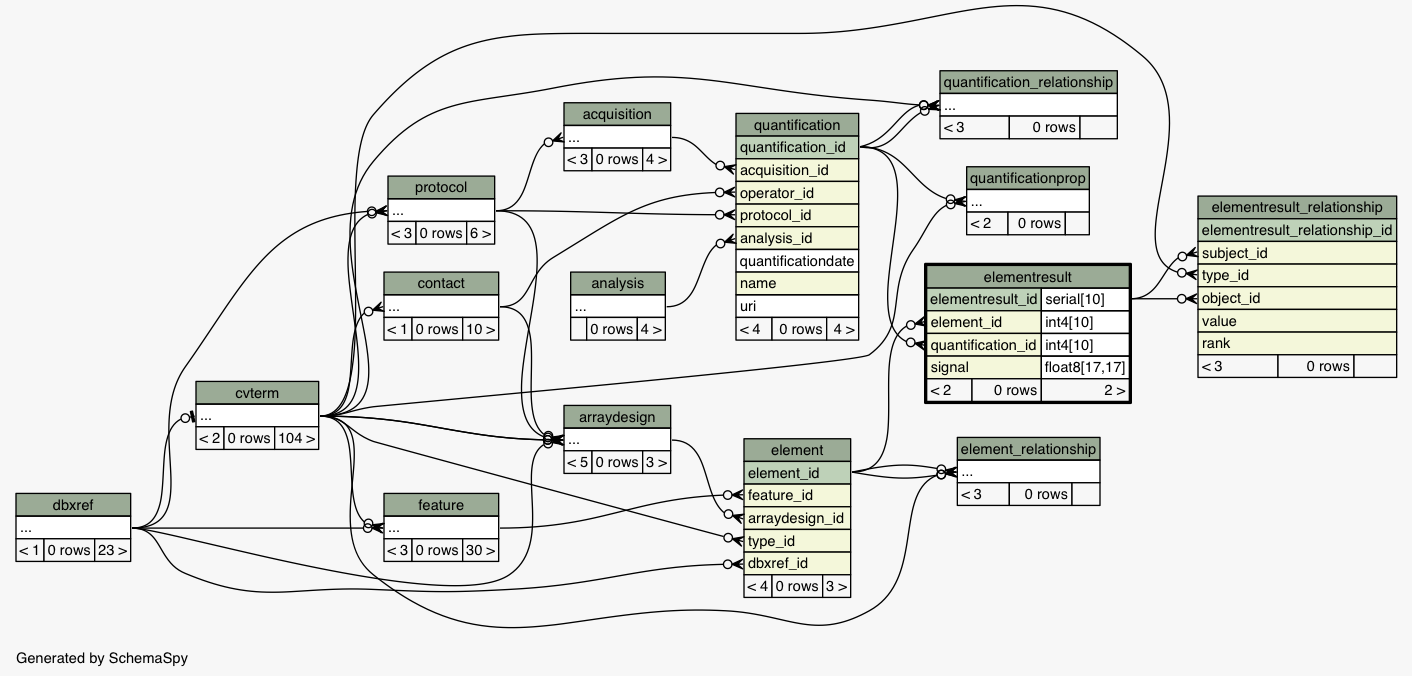 quantification_relationship
...
< 3 0 rows
acquisition
...
< 3 0 rows 4 >
quantification
quantification_id
acquisition_id
operator_id
protocol_id
analysis_id
quantificationdate
name
uri
< 4 0 rows 4 >
quantificationprop
...
< 2 0 rows
protocol
...
< 3 0 rows 6 >
elementresult_relationship
elementresult_relationship_id
subject_id
type_id
object_id
value
rank
< 3 0 rows
contact
...
< 1 0 rows 10 >
analysis
...
0 rows 4 >
elementresult
elementresult_id serial[10]
element_id int4[10]
quantification_id int4[10]
signal float8[17,17]
< 2 0 rows 2 >
cvterm
...
< 2 0 rows 104 >
arraydesign
...
< 5 0 rows 3 >
element
element_id
feature_id
arraydesign_id
type_id
dbxref_id
< 4 0 rows 3 >
element_relationship
...
< 3 0 rows
dbxref
...
< 1 0 rows 23 >
feature
...
< 3 0 rows 30 >
Generated by SchemaSpy